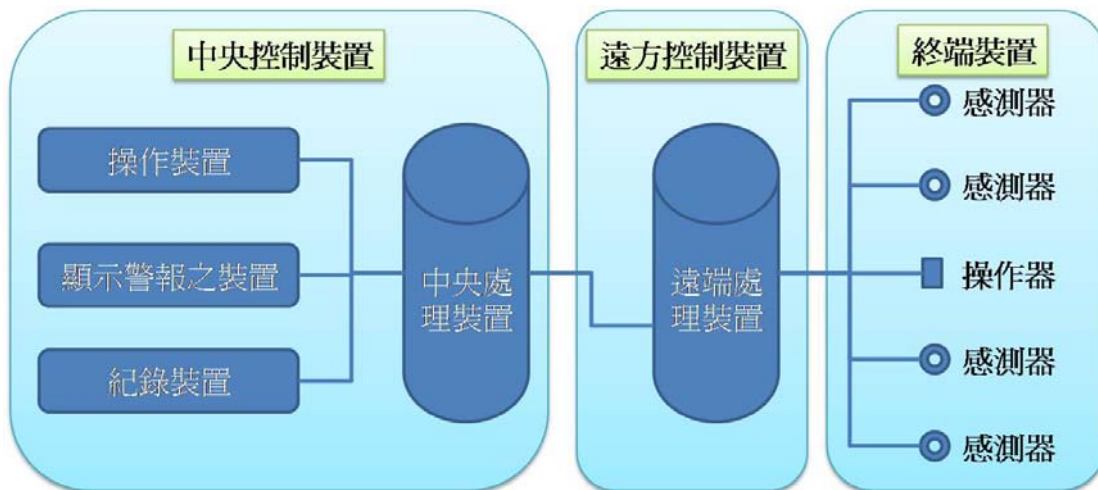 中央控制裝置
操作裝置
顯示警報之裝置
紀錄裝置
中央處
理裝置
遠方控制裝置
遠端處
理裝置
終端裝置
感測器
感測器
操作器
感測器
感測器